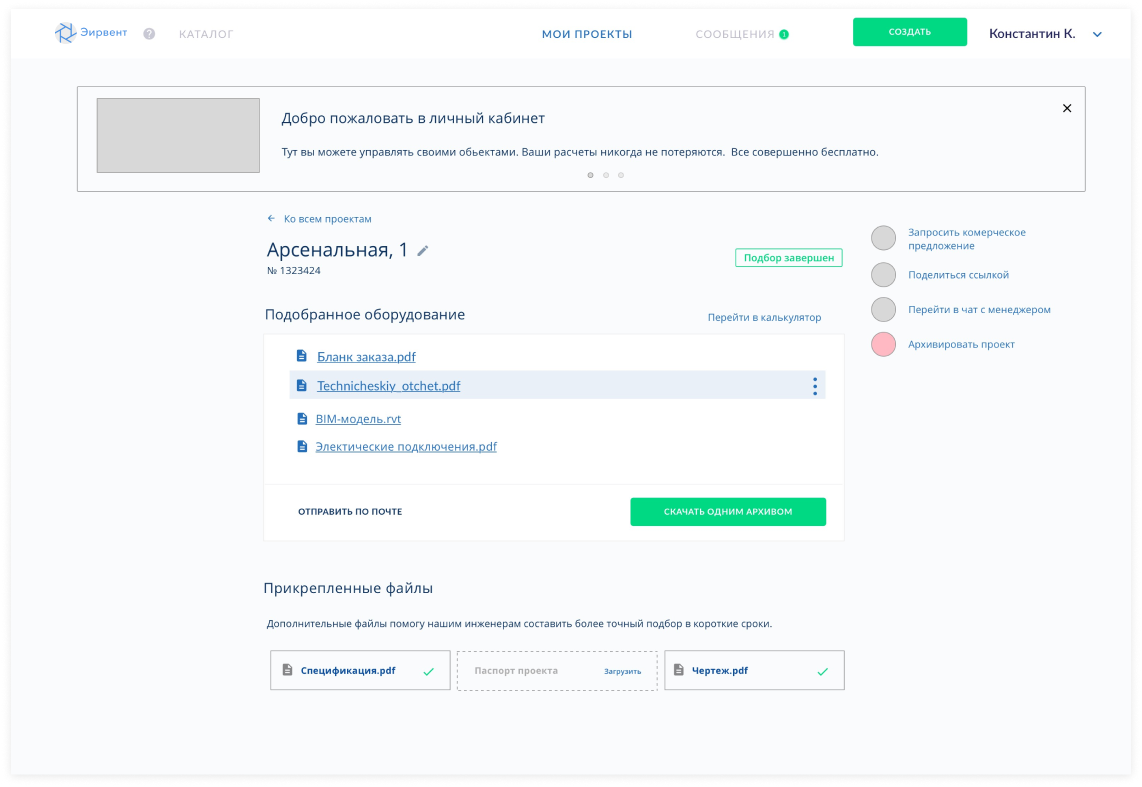 Эирвент
?
КАТАЛОГ
МОИ ПРОЕКТЫ
СООБЩЕНИЯ 1
СОЗДАТЬ
Константин К.
Добро пожаловать в личный кабинет
Тут вы можете управлять своими обьектами. Ваши расчеты никогда не потеряются. Все совершенно бесплатно.
Ко всем проектам
Арсенальная, 1
№ 1323424
Подбор завершен
Запросить комерческое
предложение
Поделиться ссылкой
Перейти в чат с менеджером
Архивировать проект
Подобранное оборудование
Перейти в калькулятор
Бланк заказа.pdf
Technicheskiy_otchet.pdf
BIM-модель.rvt
Электические подключения.pdf
ОТПРАВИТЬ ПО ПОЧТЕ
СКАЧАТЬ ОДНИМ АРХИВОМ
Прикрепленные файлы
Дополнительные файлы помогу нашим инженерам составить более точный подбор в короткие сроки.
Спецификация.pdf
Паспорт проекта
Загрузить
Чертеж.pdf